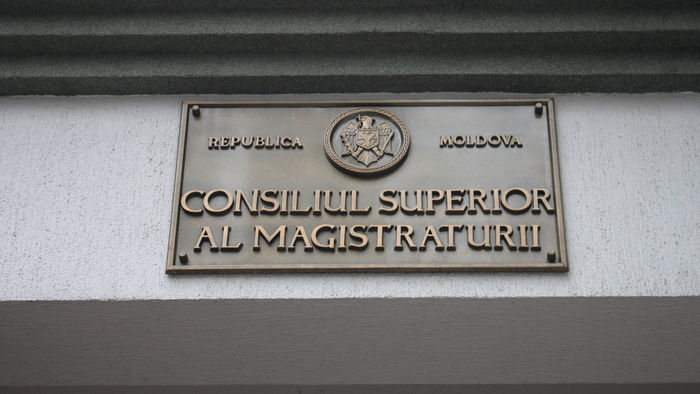 REPUBLICA MOLDOVA
CONSILIUL SUPERIOR
AL MAGISTRATURII